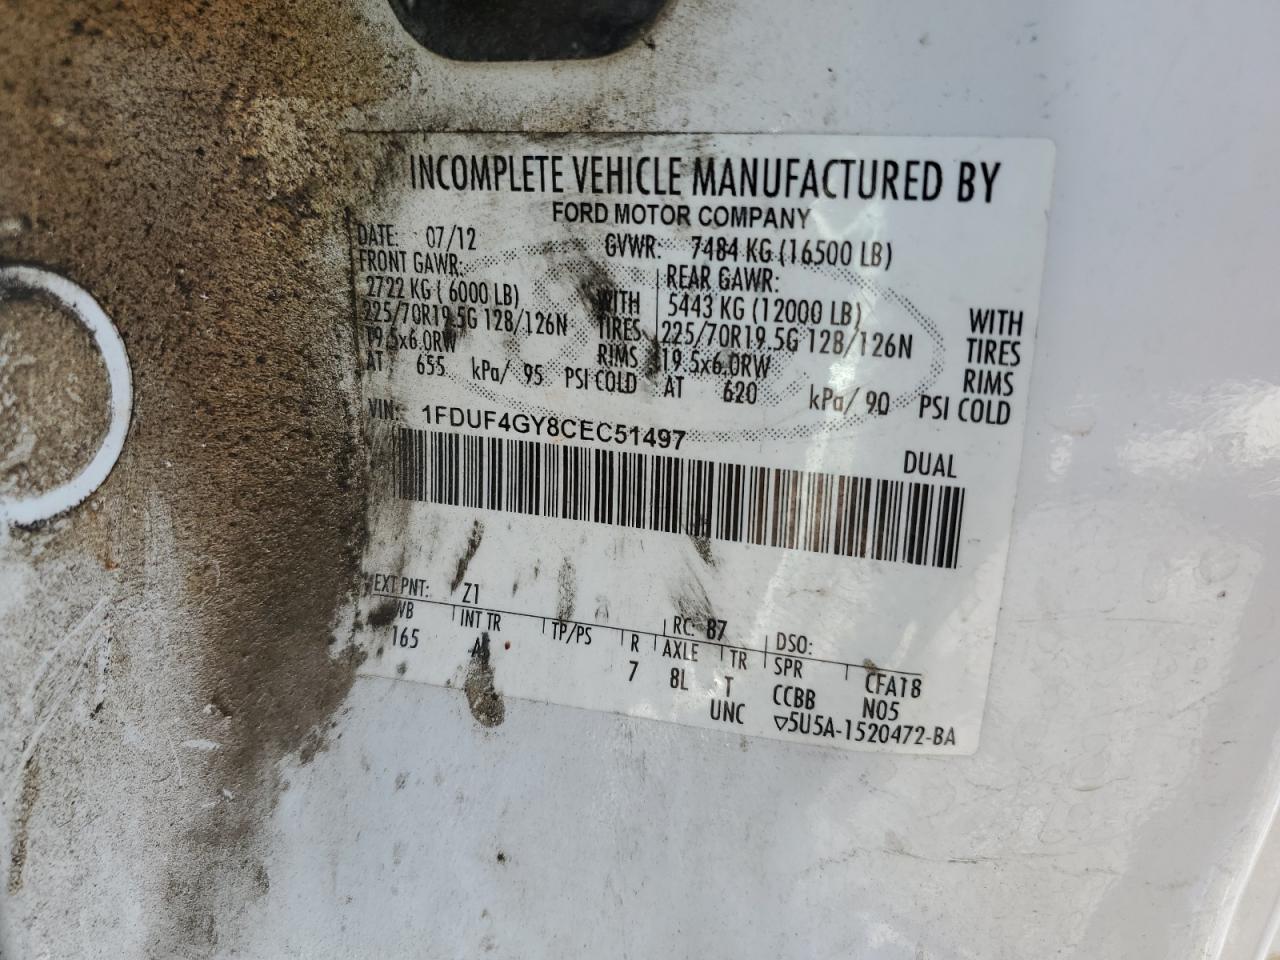 INCOMPLETE VEHICLE MANUFACTURED BY
FORD MOTOR COMPANY
DATE: 07/12 GVWR: 7484 KG (16500 LB)
FRONT GAWR: REAR GAWR:
2722 KG ( 6000 LB) WITH 5443 KG (12000 LB) WITH
225/70R19.5G 128/126N TIRES 225/70R19.5G 128/126N TIRES
19.5x6.0RW RIMS 19.5x6.0RW RIMS
AT 655 kPa/ 95 PSI COLD AT 620 kPa/ 90 PSI COLD
VIN: 1FDUF4GY8CEC51497
DUAL
EXT PNT: Z1 RC: 87 DSO:
WB INT TR TP/PS R AXLE TR SPR CFA18
165 7 8L T CCBB N05
UNC ▽5U5A-1520472-BA